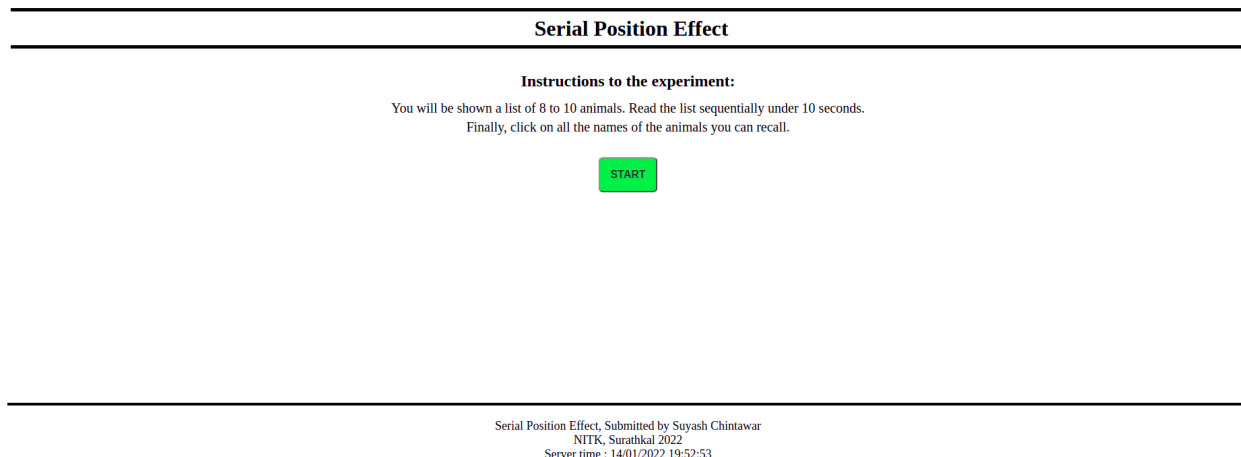 Serial Position Effect
Instructions to the experiment:
You will be shown a list of 8 to 10 animals. Read the list sequentially under 10 seconds.
Finally, click on all the names of the animals you can recall.
START
Serial Position Effect, Submitted by Suyash Chintawar
NITK, Surathkal 2022
Server time : 14/01/2022 19:52:53